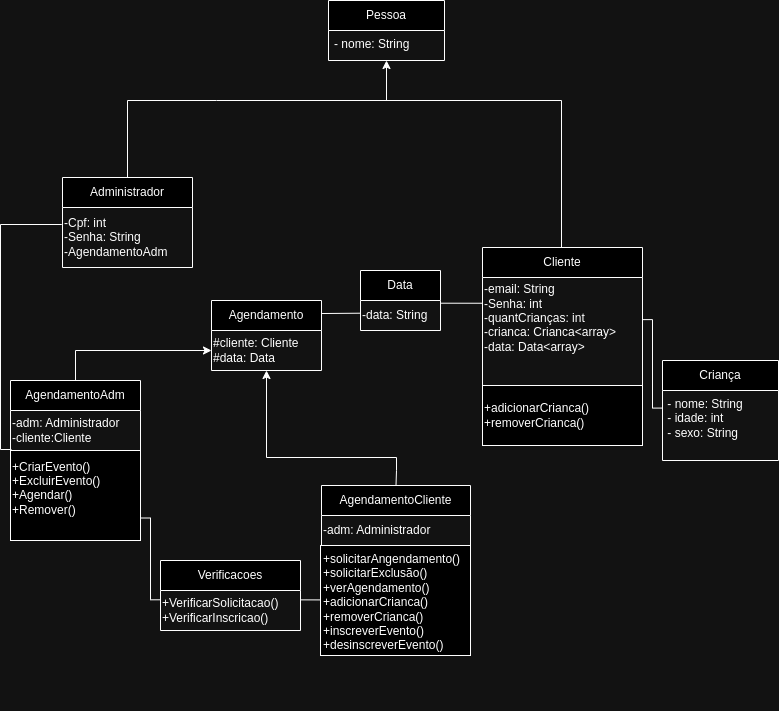 Pessoa
- nome: String
Administrador
-Cpf: int
-Senha: String
-AgendamentoAdm
Cliente
-email: String
-Senha: int
-quantCrianças: int
-crianca: Crianca<array>
-data: Data<array>
+adicionarCrianca()
+removerCrianca()
Data
-data: String
Agendamento
#cliente: Cliente
#data: Data
Criança
- nome: String
- idade: int
- sexo: String
AgendamentoAdm
-adm: Administrador
-cliente:Cliente
+CriarEvento()
+ExcluirEvento()
+Agendar()
+Remover()
AgendamentoCliente
-adm: Administrador
+solicitarAngendamento()
+solicitarExclusão()
+verAgendamento()
+adicionarCrianca()
+removerCrianca()
+inscreverEvento()
+desinscreverEvento()
Verificacoes
+VerificarSolicitacao()
+VerificarInscricao()